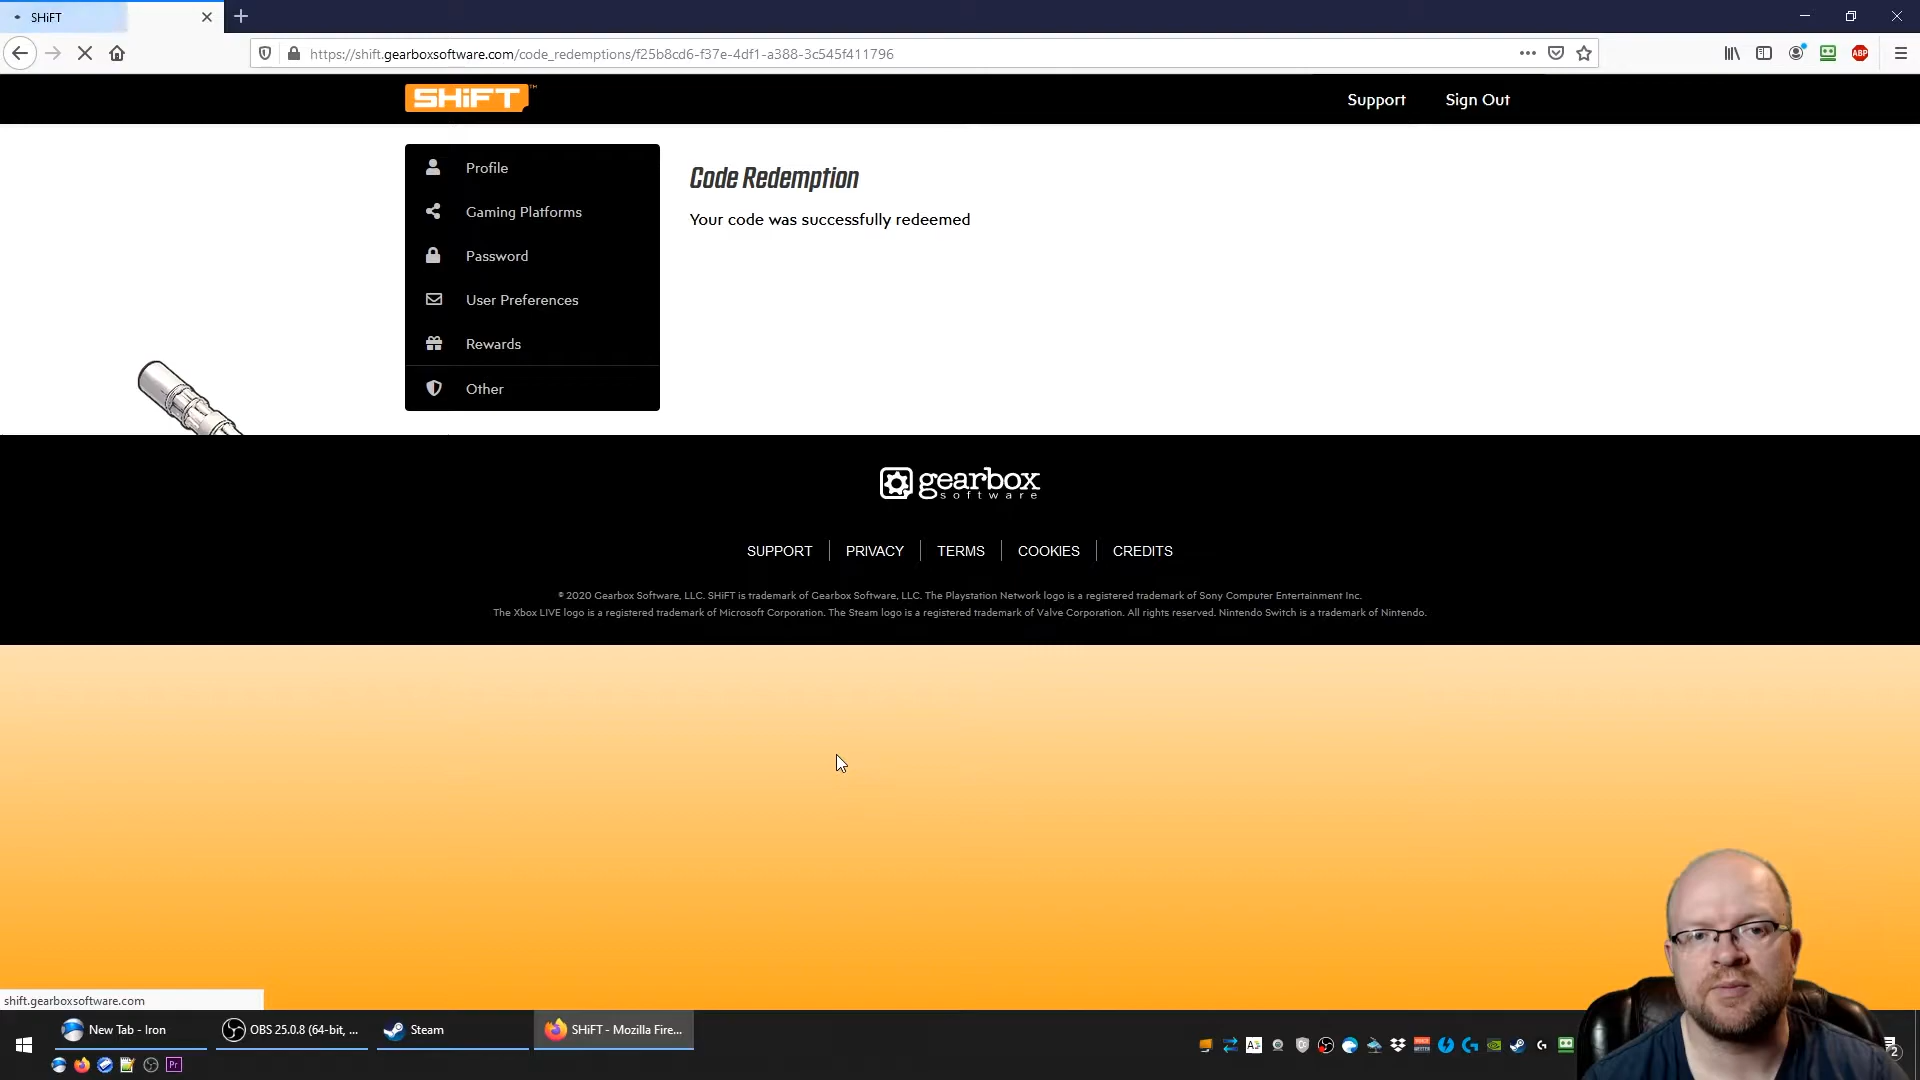 SHiFT
https://shift.gearboxsoftware.com/code_redemptions/f25b8cd6-f37e-4df1-a388-3c545f411796
ABP
SHiFT™
Support
Sign Out
Profile
Gaming Platforms
Password
User Preferences
Rewards
Other
Code Redemption
Your code was successfully redeemed
gearbox
software
SUPPORT
PRIVACY
TERMS
COOKIES
CREDITS
® 2020 Gearbox Software, LLC. SHiFT is trademark of Gearbox Software, LLC. The Playstation Network logo is a registered trademark of Sony Computer Entertainment Inc.
The Xbox LIVE logo is a registered trademark of Microsoft Corporation. The Steam logo is a registered trademark of Valve Corporation. All rights reserved. Nintendo Switch is a trademark of Nintendo.
shift.gearboxsoftware.com
New Tab - Iron
OBS 25.0.8 (64-bit, ...
Steam
SHiFT - Mozilla Fire...
Pr
2